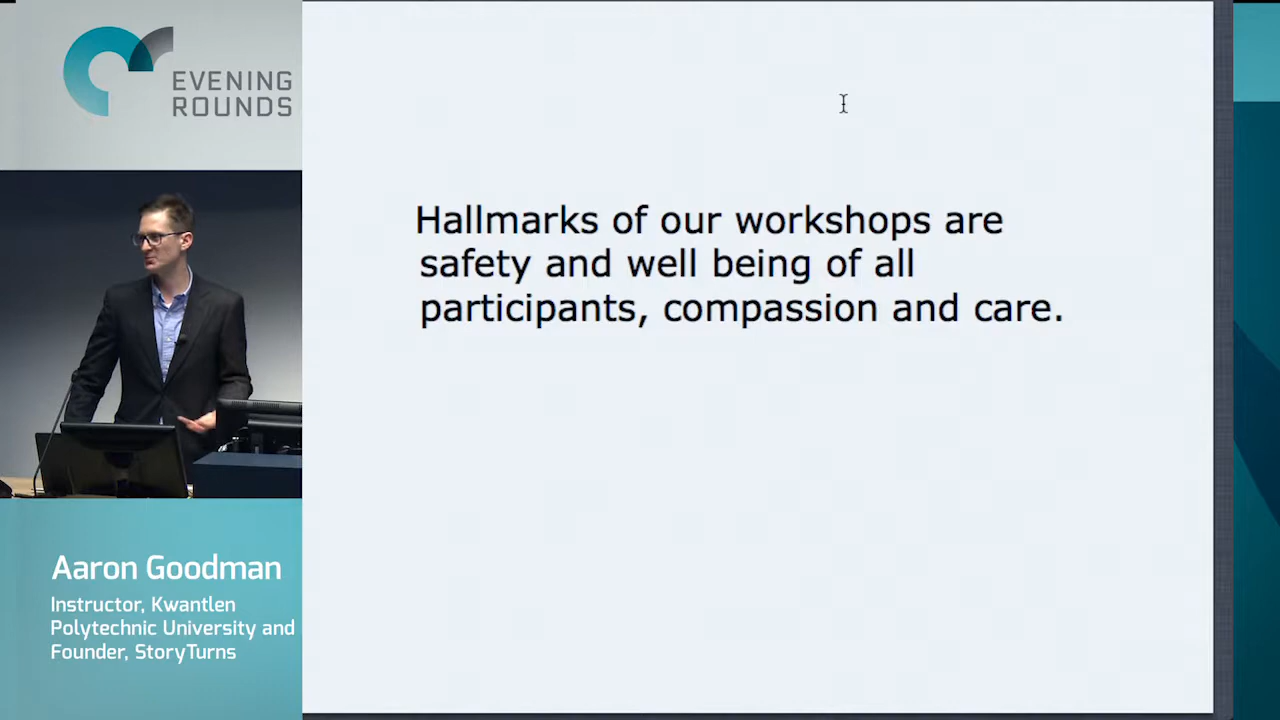 EVENING
ROUNDS
Hallmarks of our workshops are
safety and well being of all
participants, compassion and care.
Aaron Goodman
Instructor, Kwantlen
Polytechnic University and
Founder, StoryTurns